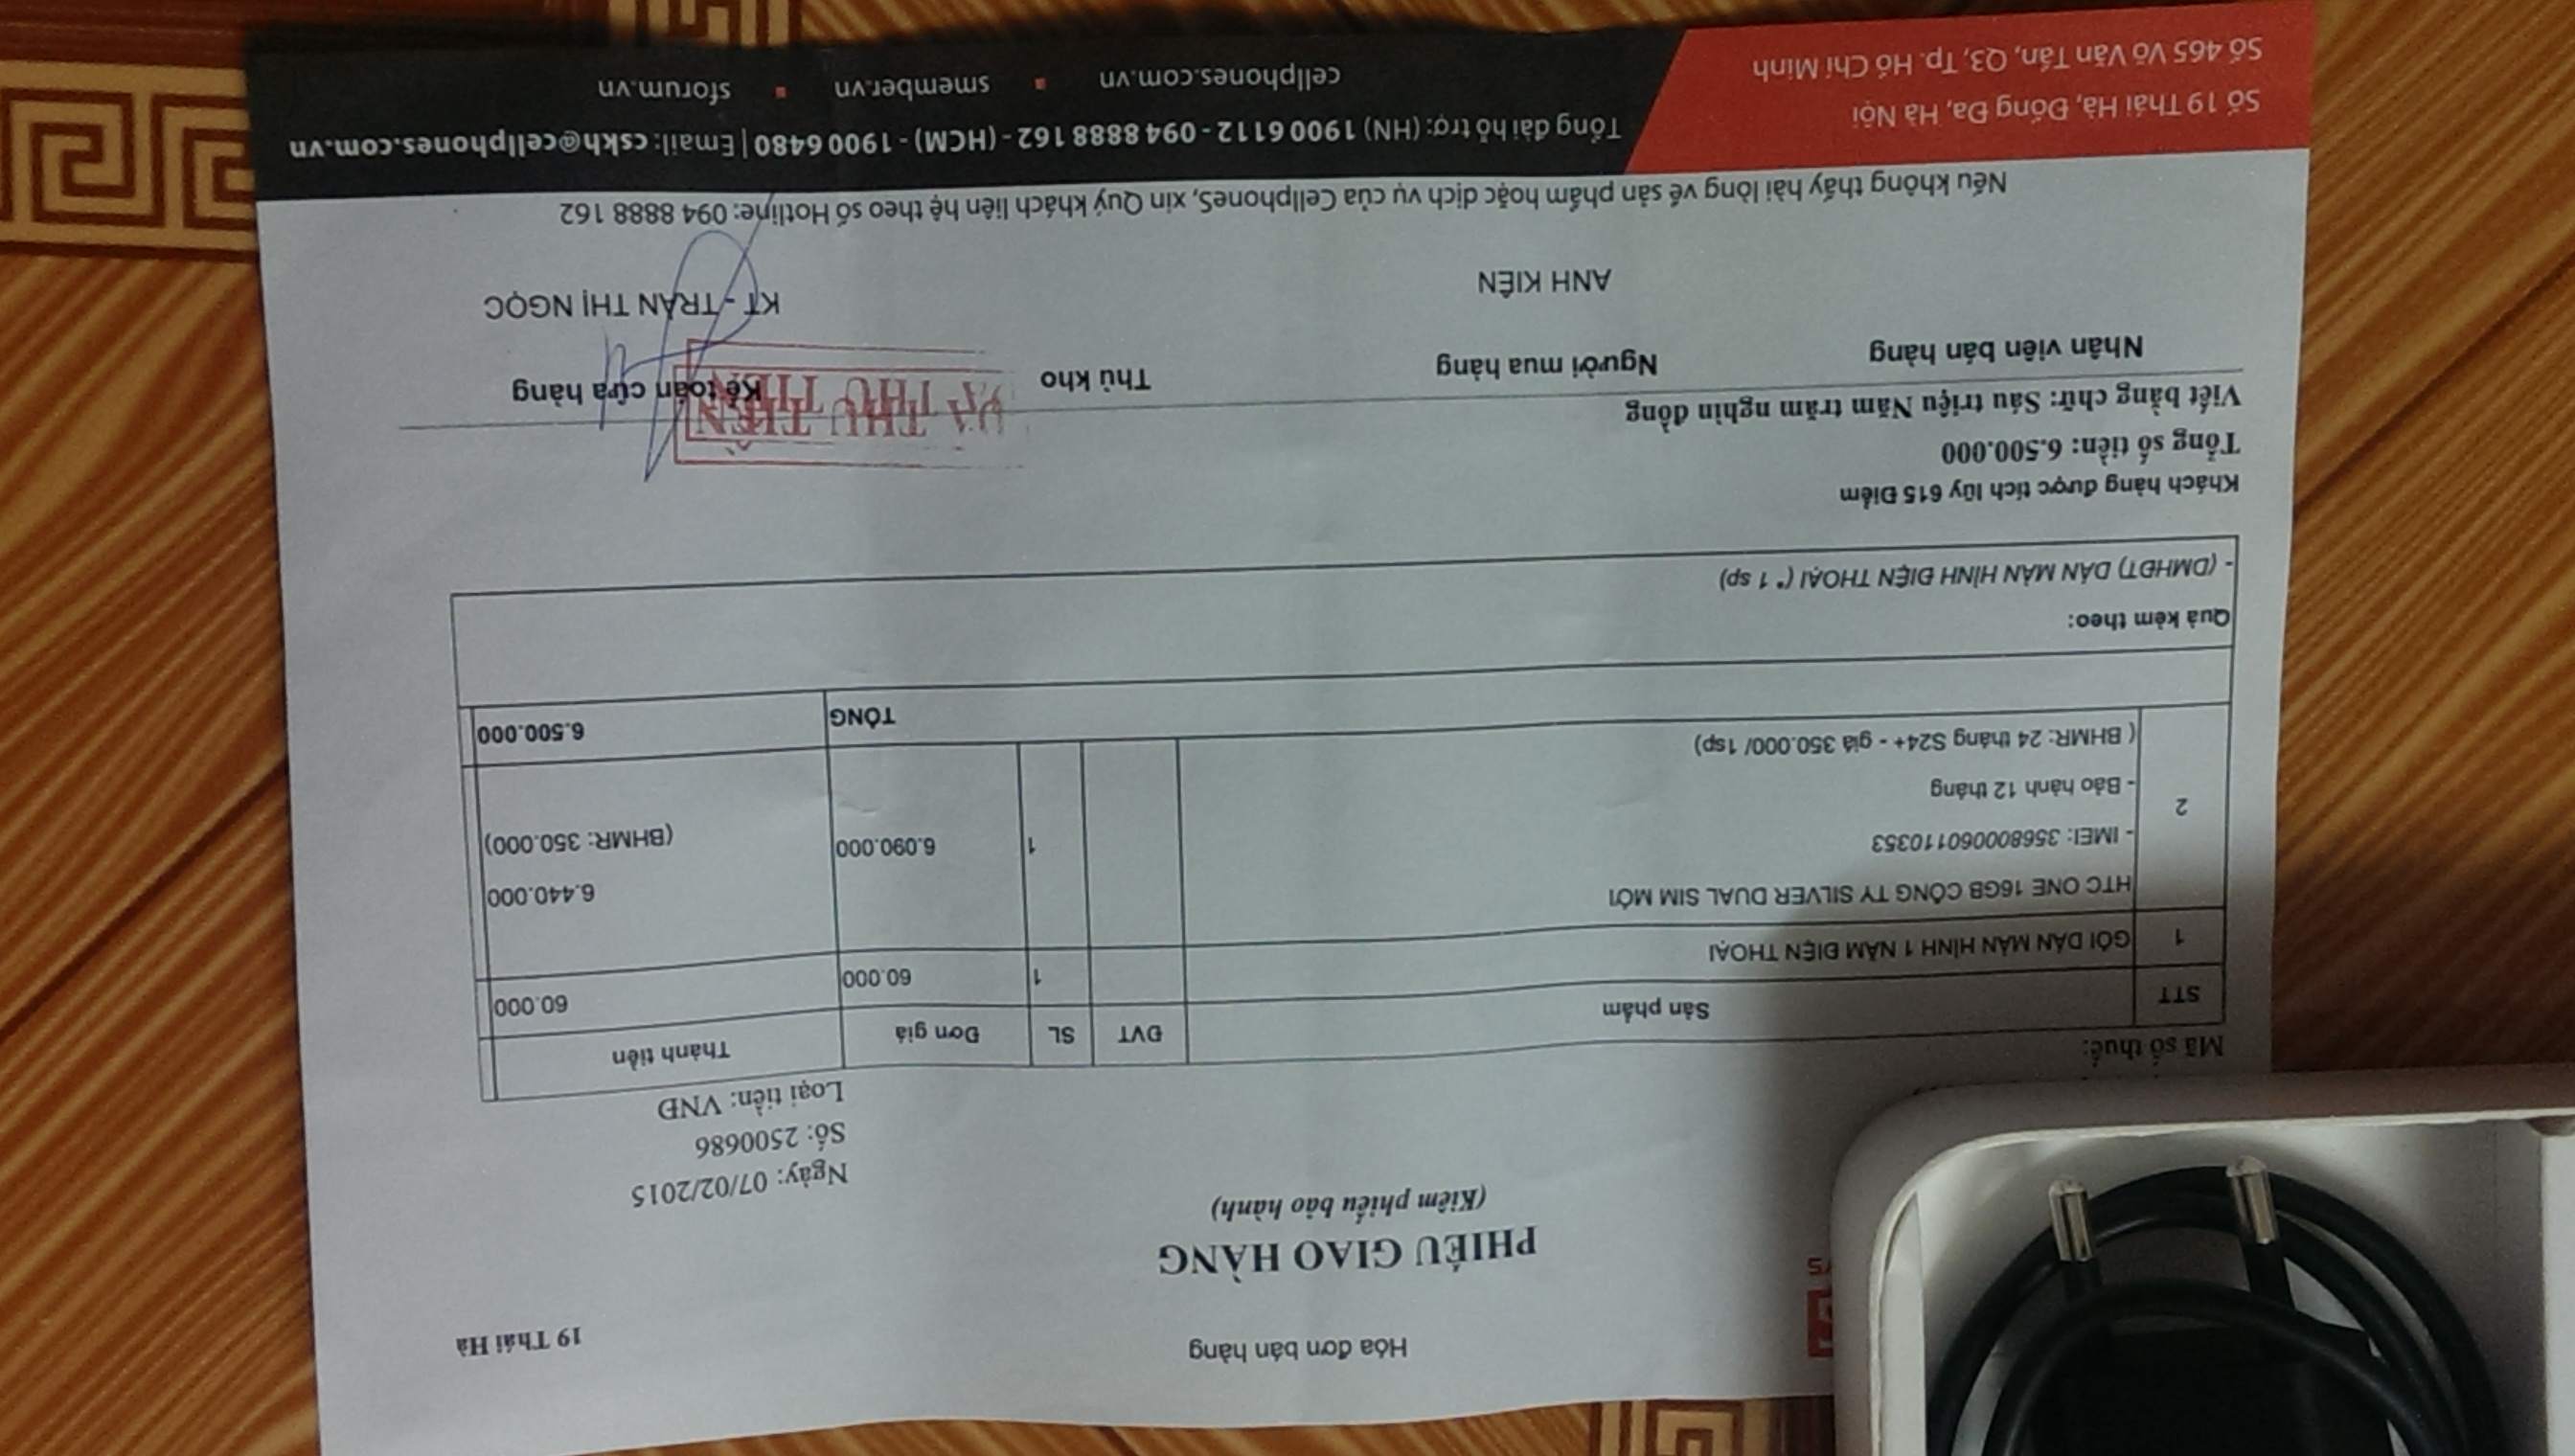 Hóa đơn bán hàng
19 Thái Hà
PHIẾU GIAO HÀNG
(Kiêm phiếu bảo hành)
Ngày: 07/02/2015
Số: 2500686
Loại tiền: VNĐ
Mã số thuế:
STT Sản phẩm ĐVT SL Đơn giá Thành tiền
1 GÓI DÁN MÀN HÌNH 1 NĂM ĐIỆN THOẠI 1 60.000 60.000
2 HTC ONE 16GB CÔNG TY SILVER DUAL SIM MỚI 1 6.090.000 6.440.000
- IMEI: 356800060110353
(BHMR: 350.000)
- Bảo hành 12 tháng
( BHMR: 24 tháng S24+ - giá 350.000/ 1sp)
TỔNG 6.500.000
Quà kèm theo:
- (DMHĐT) DÁN MÀN HÌNH ĐIỆN THOẠI (* 1 sp)
Khách hàng được tích lũy 615 Điểm
Tổng số tiền: 6.500.000
Viết bằng chữ: Sáu triệu Năm trăm nghìn đồng
Nhân viên bán hàng Người mua hàng Thủ kho Kế toán cửa hàng
ĐÃ THU TIỀN
ANH KIÊN KT - TRẦN THỊ NGỌC
Nếu không thấy hài lòng về sản phẩm hoặc dịch vụ của CellphoneS, xin Quý khách liên hệ theo số Hotline: 094 8888 162
Số 19 Thái Hà, Đống Đa, Hà Nội
Số 465 Võ Văn Tần, Q3, Tp. Hồ Chí Minh
Tổng đài hỗ trợ: (HN) 1900 6112 - 094 8888 162 - (HCM) - 1900 6480 | Email: cskh@cellphones.com.vn
cellphones.com.vn ▪ smember.vn ▪ sforum.vn